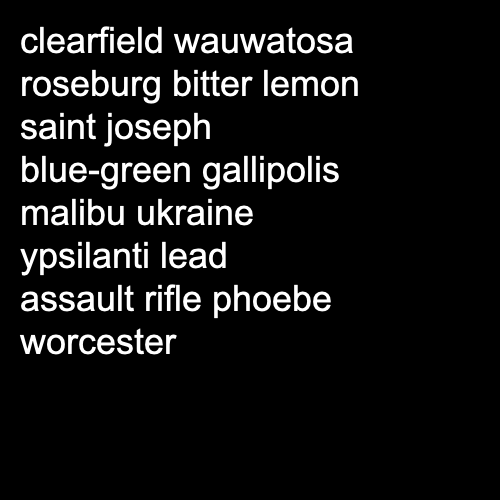 clearfield wauwatosa
roseburg bitter lemon
saint joseph
blue-green gallipolis
malibu ukraine
ypsilanti lead
assault rifle phoebe
worcester